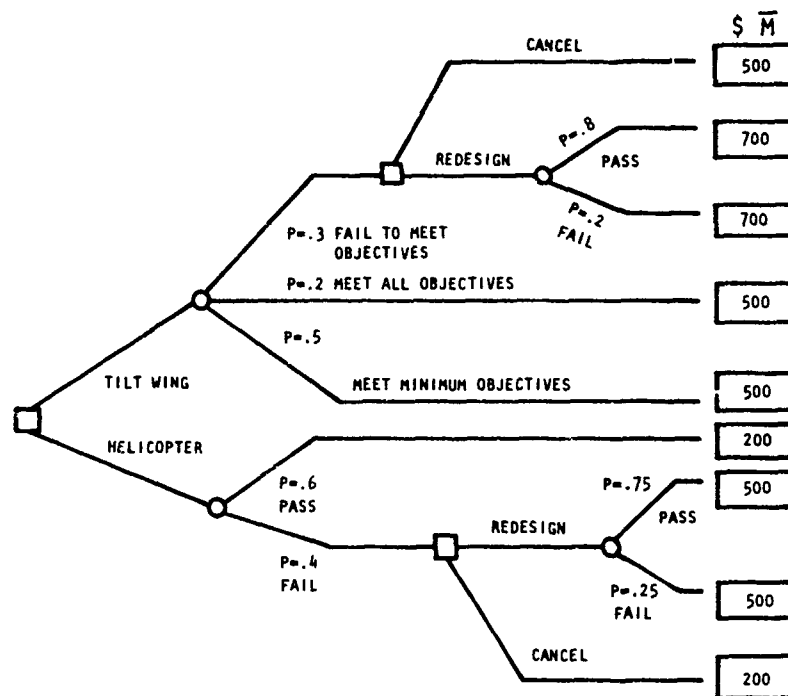 $ M̅
CANCEL
500
P=.8
700
REDESIGN
PASS
P=.2
FAIL
700
P=.3 FAIL TO MEET
OBJECTIVES
P=.2 MEET ALL OBJECTIVES
500
P=.5
TILT WING
MEET MINIMUM OBJECTIVES
500
HELICOPTER
200
P=.6
PASS
P=.75
500
REDESIGN
PASS
P=.4
FAIL
P=.25
FAIL
500
CANCEL
200